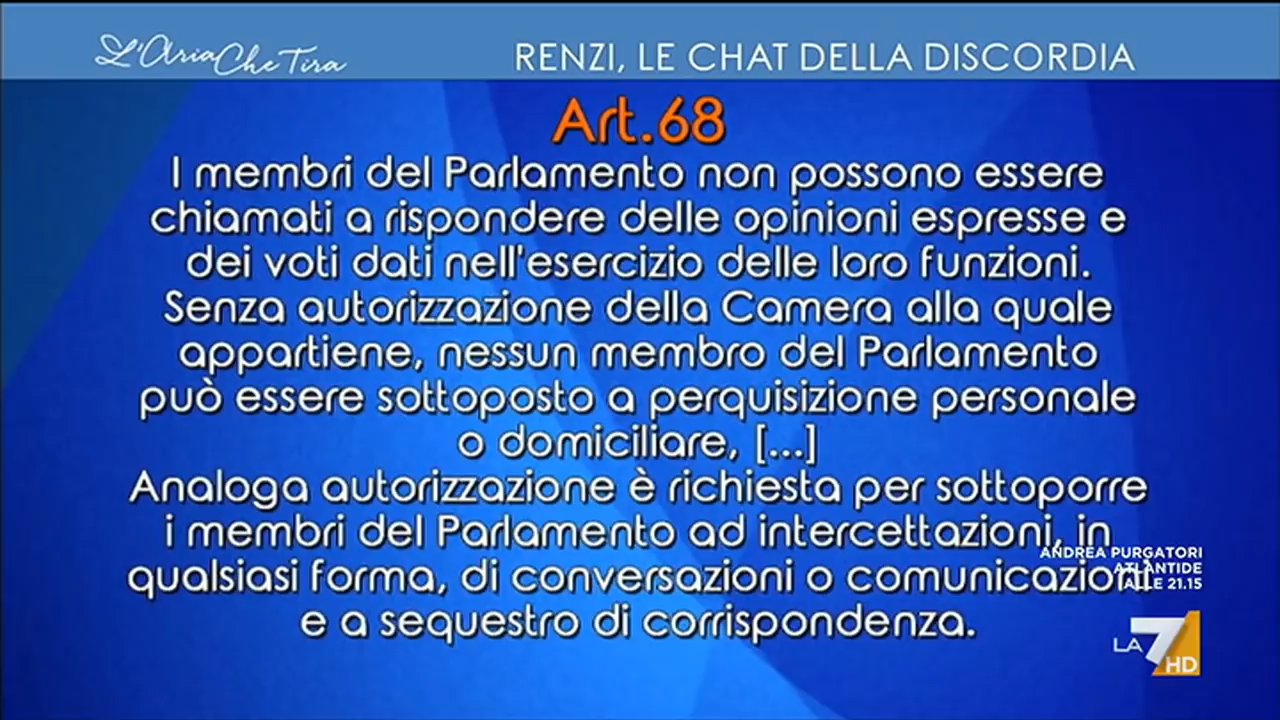 L'Aria Che Tira
RENZI, LE CHAT DELLA DISCORDIA
Art.68
I membri del Parlamento non possono essere
chiamati a rispondere delle opinioni espresse e
dei voti dati nell'esercizio delle loro funzioni.
Senza autorizzazione della Camera alla quale
appartiene, nessun membro del Parlamento
può essere sottoposto a perquisizione personale
o domiciliare, [...]
Analoga autorizzazione è richiesta per sottoporre
i membri del Parlamento ad intercettazioni, in
qualsiasi forma, di conversazioni o comunicazioni
e a sequestro di corrispondenza.
ANDREA PURGATORI
ATLANTIDE
ALLE 21.15
LA 7 HD